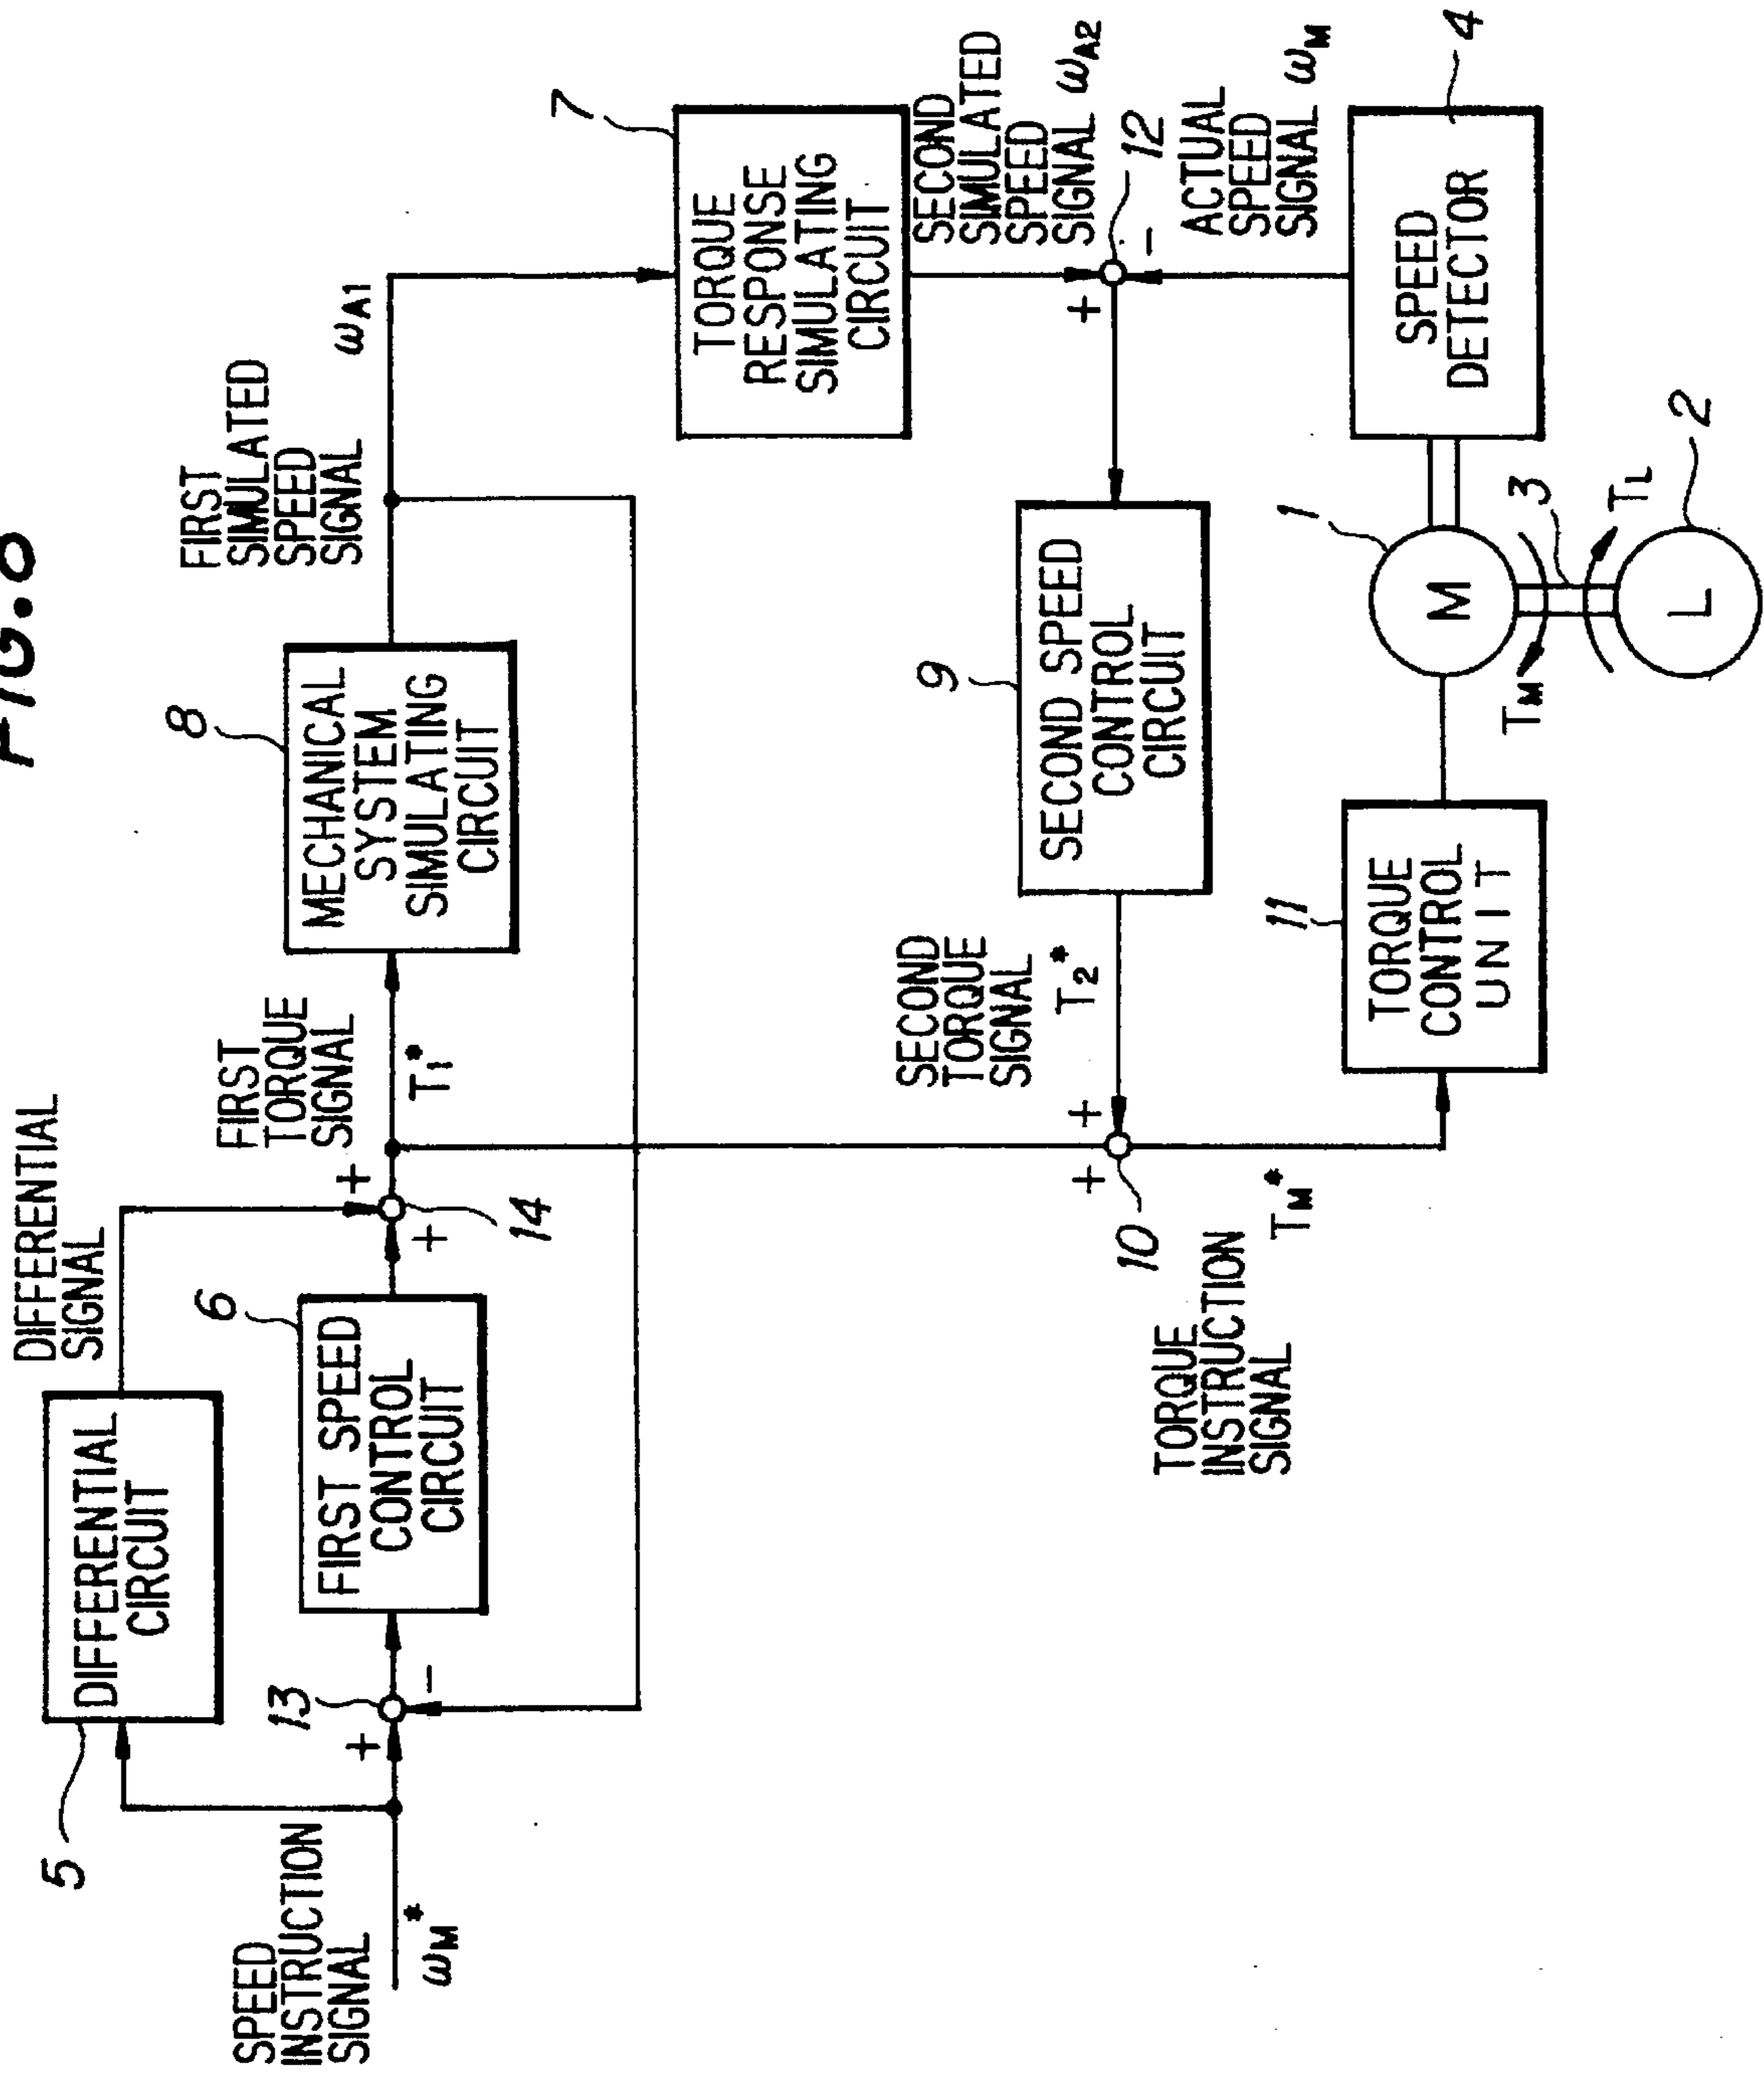 FIG.
DIFFERENTIAL
SIGNAL
5
DIFFERENTIAL
CIRCUIT
SPEED
INSTRUCTION
SIGNAL
ωM*
13
+
-
6
FIRST SPEED
CONTROL
CIRCUIT
+
+
14
FIRST
TORQUE
SIGNAL
T1*
8
MECHANICAL
SYSTEM
SIMULATING
CIRCUIT
FIRST
SIMULATED
SPEED
SIGNAL
ωA1
7
TORQUE
RESPONSE
SIMULATING
CIRCUIT
SECOND
SIMULATED
SPEED
SIGNAL ωA2
12
+
-
ACTUAL
SPEED
SIGNAL ωM
9
SECOND SPEED
CONTROL
CIRCUIT
SECOND
TORQUE
SIGNAL
T2*
+
+
10
TORQUE
INSTRUCTION
SIGNAL
TM*
11
TORQUE
CONTROL
UNIT
1
M
SPEED
DETECTOR
4
TM
3
TL
L
2